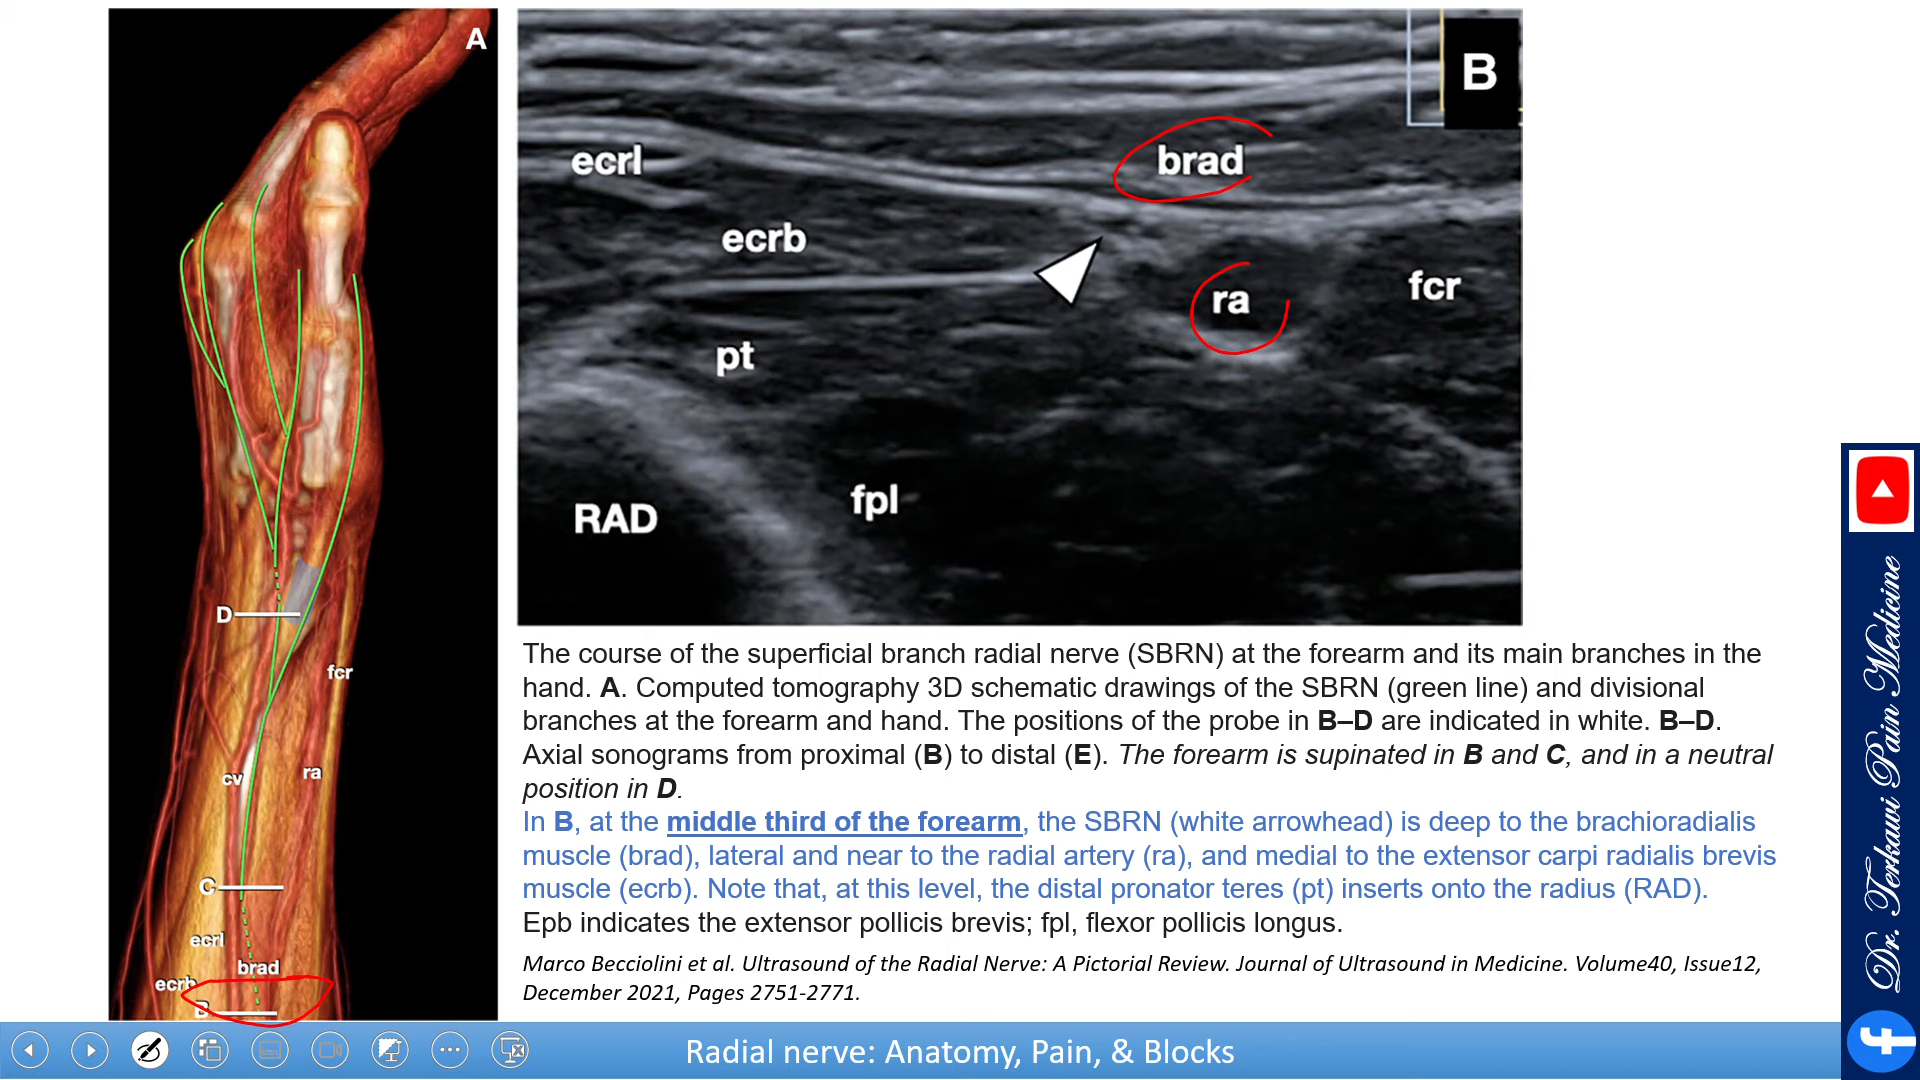 A
D
fcr
cv
ra
C
ecrl
brad
ecrb
B
B
ecrl
brad
ecrb
ra
fcr
pt
fpl
RAD
The course of the superficial branch radial nerve (SBRN) at the forearm and its main branches in the
hand. A. Computed tomography 3D schematic drawings of the SBRN (green line) and divisional
branches at the forearm and hand. The positions of the probe in B–D are indicated in white. B–D.
Axial sonograms from proximal (B) to distal (E). The forearm is supinated in B and C, and in a neutral
position in D.
In B, at the middle third of the forearm, the SBRN (white arrowhead) is deep to the brachioradialis
muscle (brad), lateral and near to the radial artery (ra), and medial to the extensor carpi radialis brevis
muscle (ecrb). Note that, at this level, the distal pronator teres (pt) inserts onto the radius (RAD).
Epb indicates the extensor pollicis brevis; fpl, flexor pollicis longus.
Marco Becciolini et al. Ultrasound of the Radial Nerve: A Pictorial Review. Journal of Ultrasound in Medicine. Volume40, Issue12,
December 2021, Pages 2751-2771.
Radial nerve: Anatomy, Pain, & Blocks
Dr. Terkawi Pain Medicine